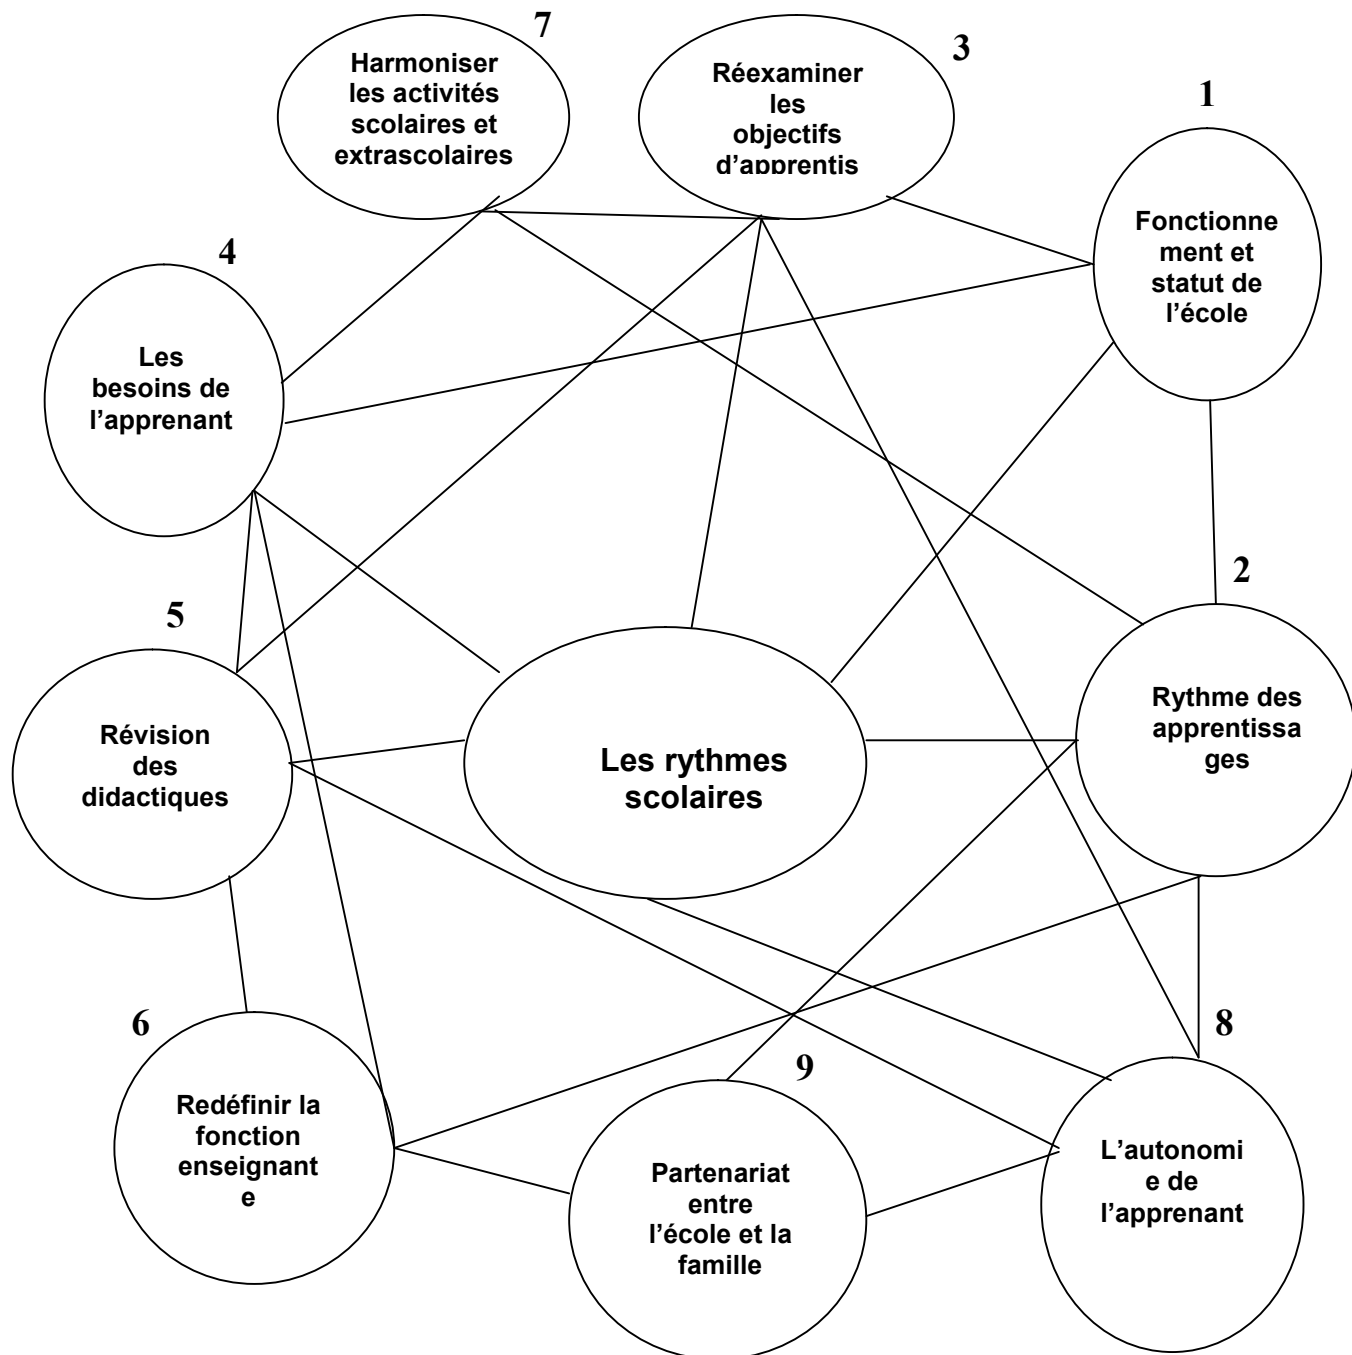 7
Harmoniser
les activités
scolaires et
extrascolaires
3
Réexaminer
les
objectifs
d’apprentis
1
Fonctionne
ment et
statut de
l’école
4
Les
besoins de
l’apprenant
2
Rythme des
apprentissa
ges
5
Révision
des
didactiques
Les rythmes
scolaires
6
Redéfinir la
fonction
enseignant
e
9
Partenariat
entre
l’école et la
famille
8
L’autonomi
e de
l’apprenant